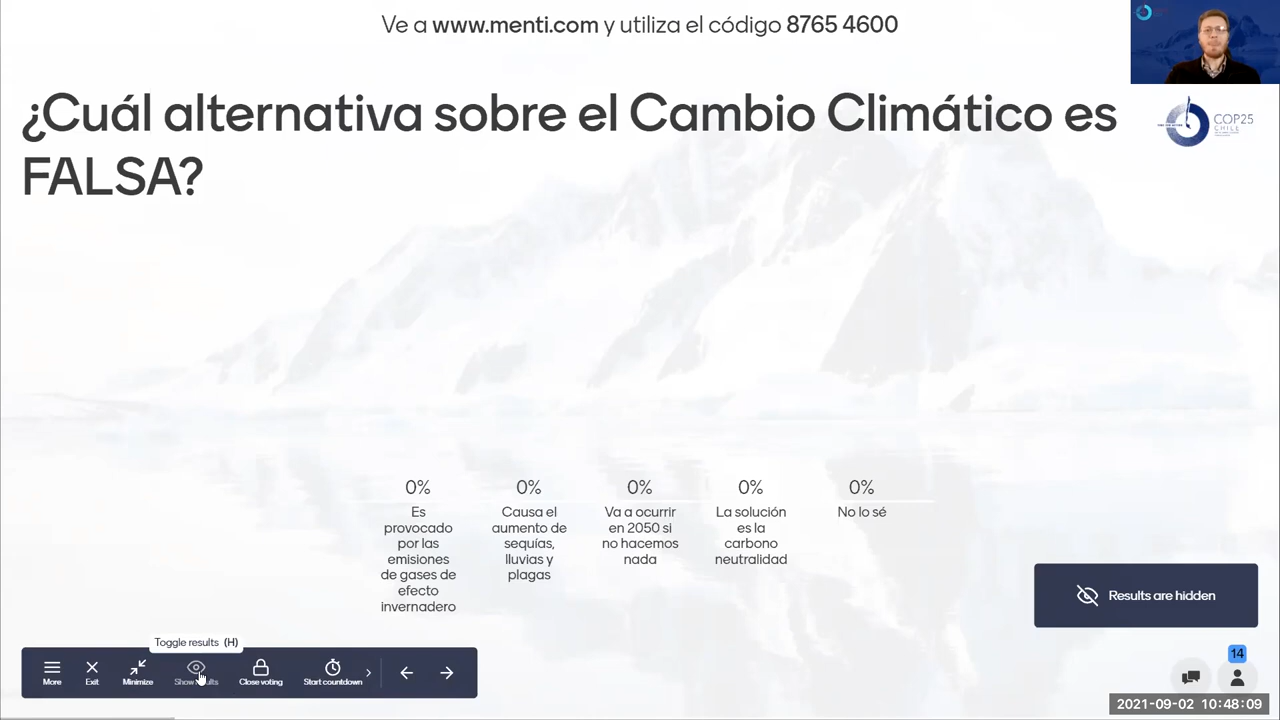 Ve a www.menti.com y utiliza el código 8765 4600
¿Cuál alternativa sobre el Cambio Climático es
FALSA?
COP25
CHILE
0%
Es
provocado
por las
emisiones
de gases de
efecto
invernadero
0%
Causa el
aumento de
sequías,
lluvias y
plagas
0%
Va a ocurrir
en 2050 si
no hacemos
nada
0%
La solución
es la
carbono
neutralidad
0%
No lo sé
Results are hidden
Toggle results (H)
More
Exit
Minimize
Show results
Close voting
Start countdown
14
2021-09-02 10:48:09